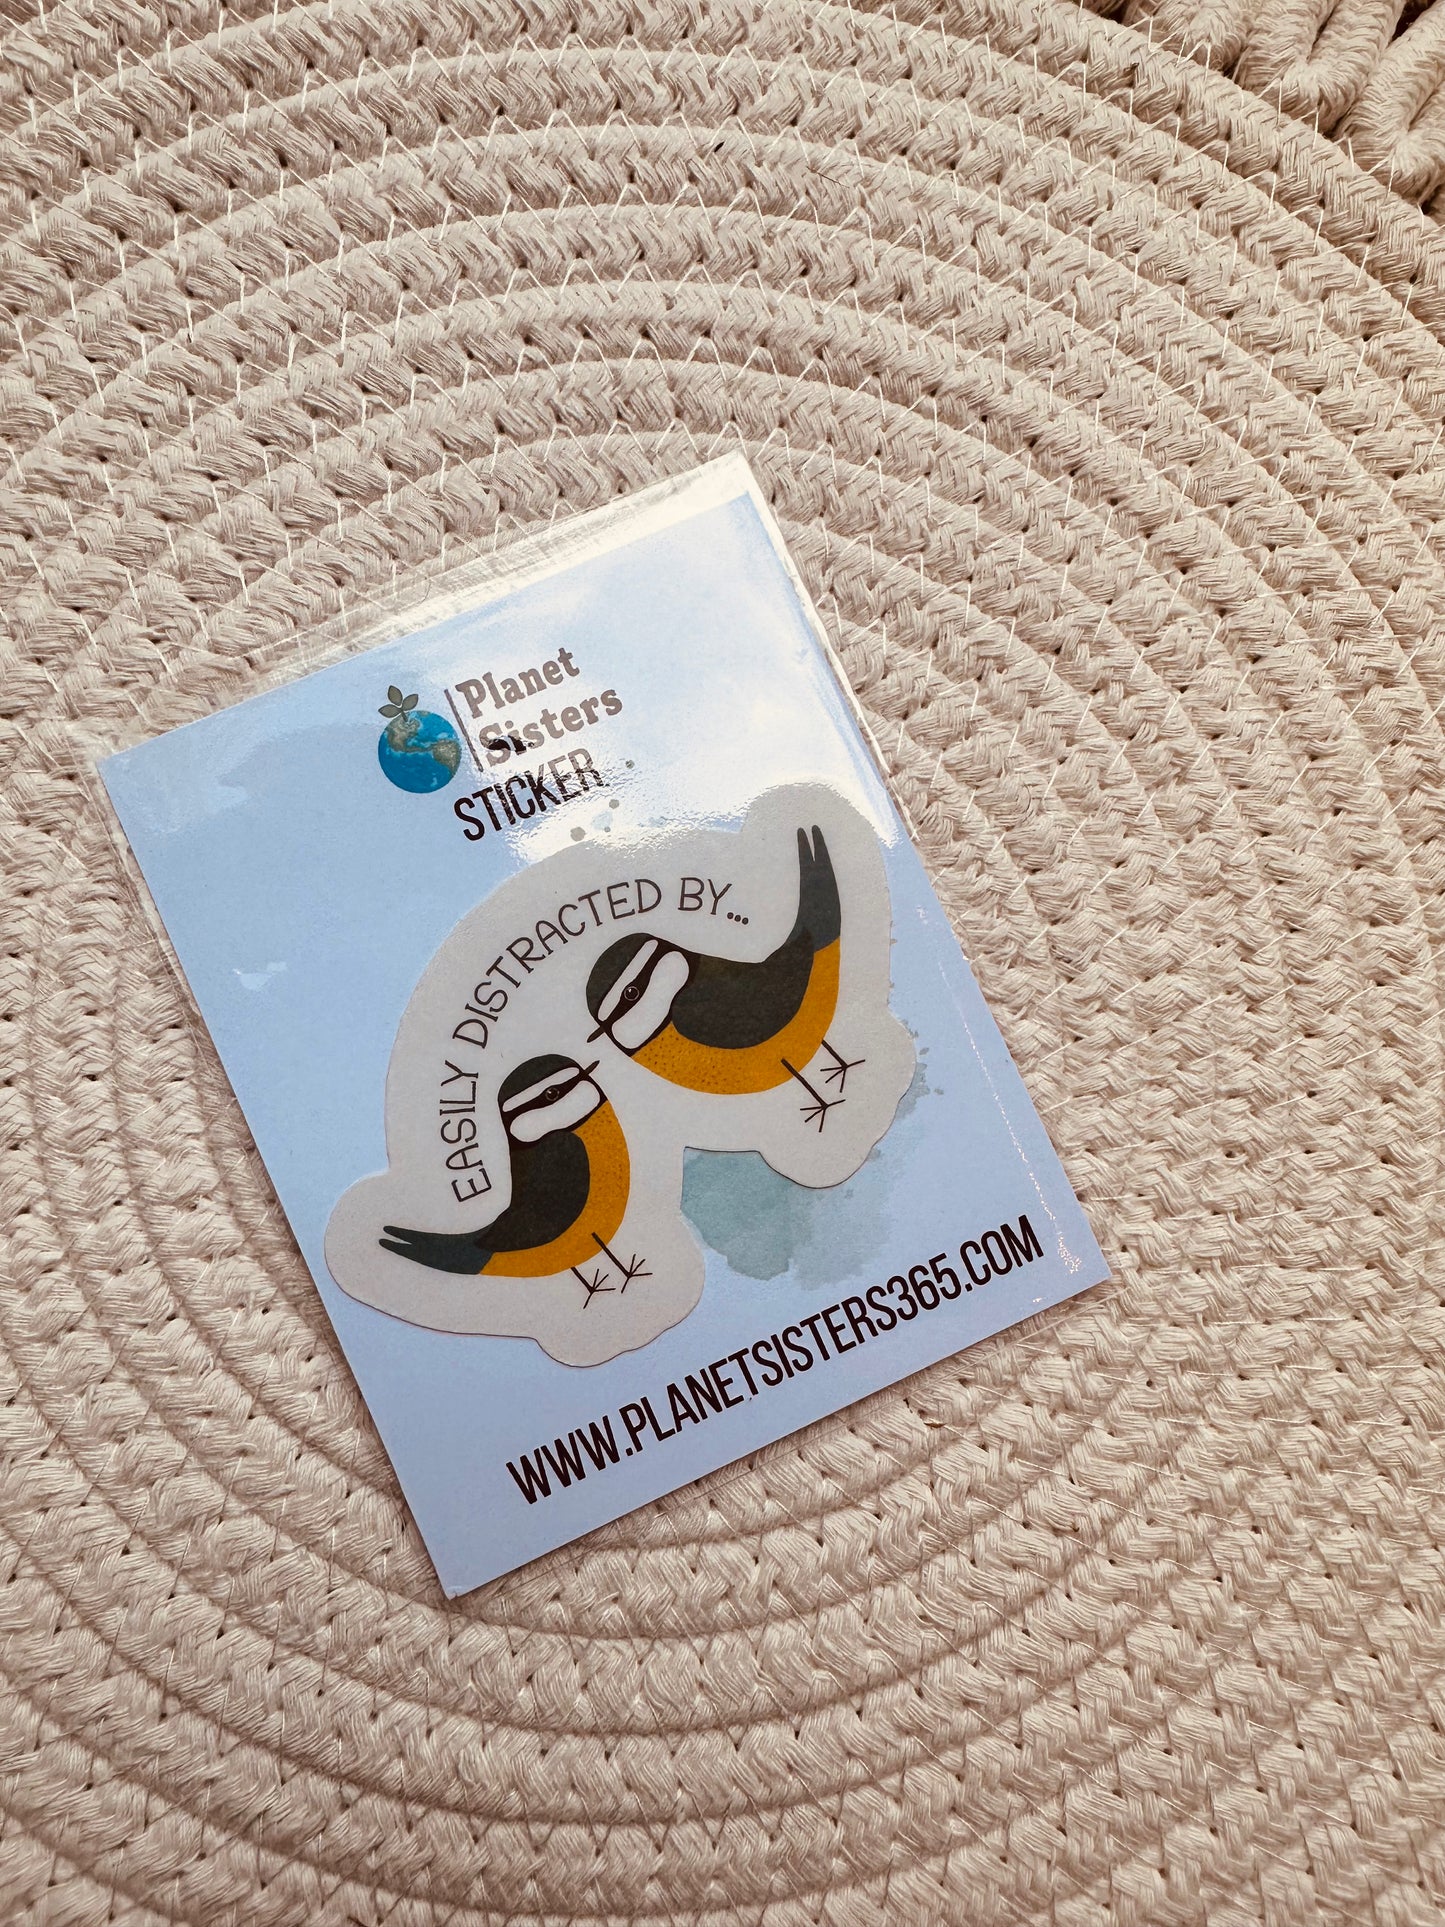 Planet
Sisters
STICKER
EASILY DISTRACTED BY...
WWW.PLANETSISTERS365.COM